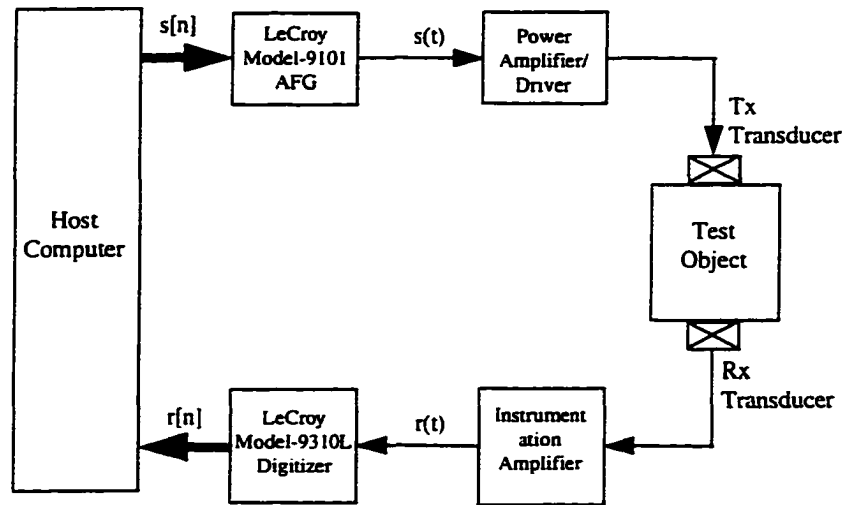 s[n]
LeCroy
Model-9101
AFG
s(t)
Power
Amplifier/
Driver
Tx
Transducer
Host
Computer
Test
Object
Rx
Transducer
r[n]
LeCroy
Model-9310L
Digitizer
r(t)
Instrument
ation
Amplifier